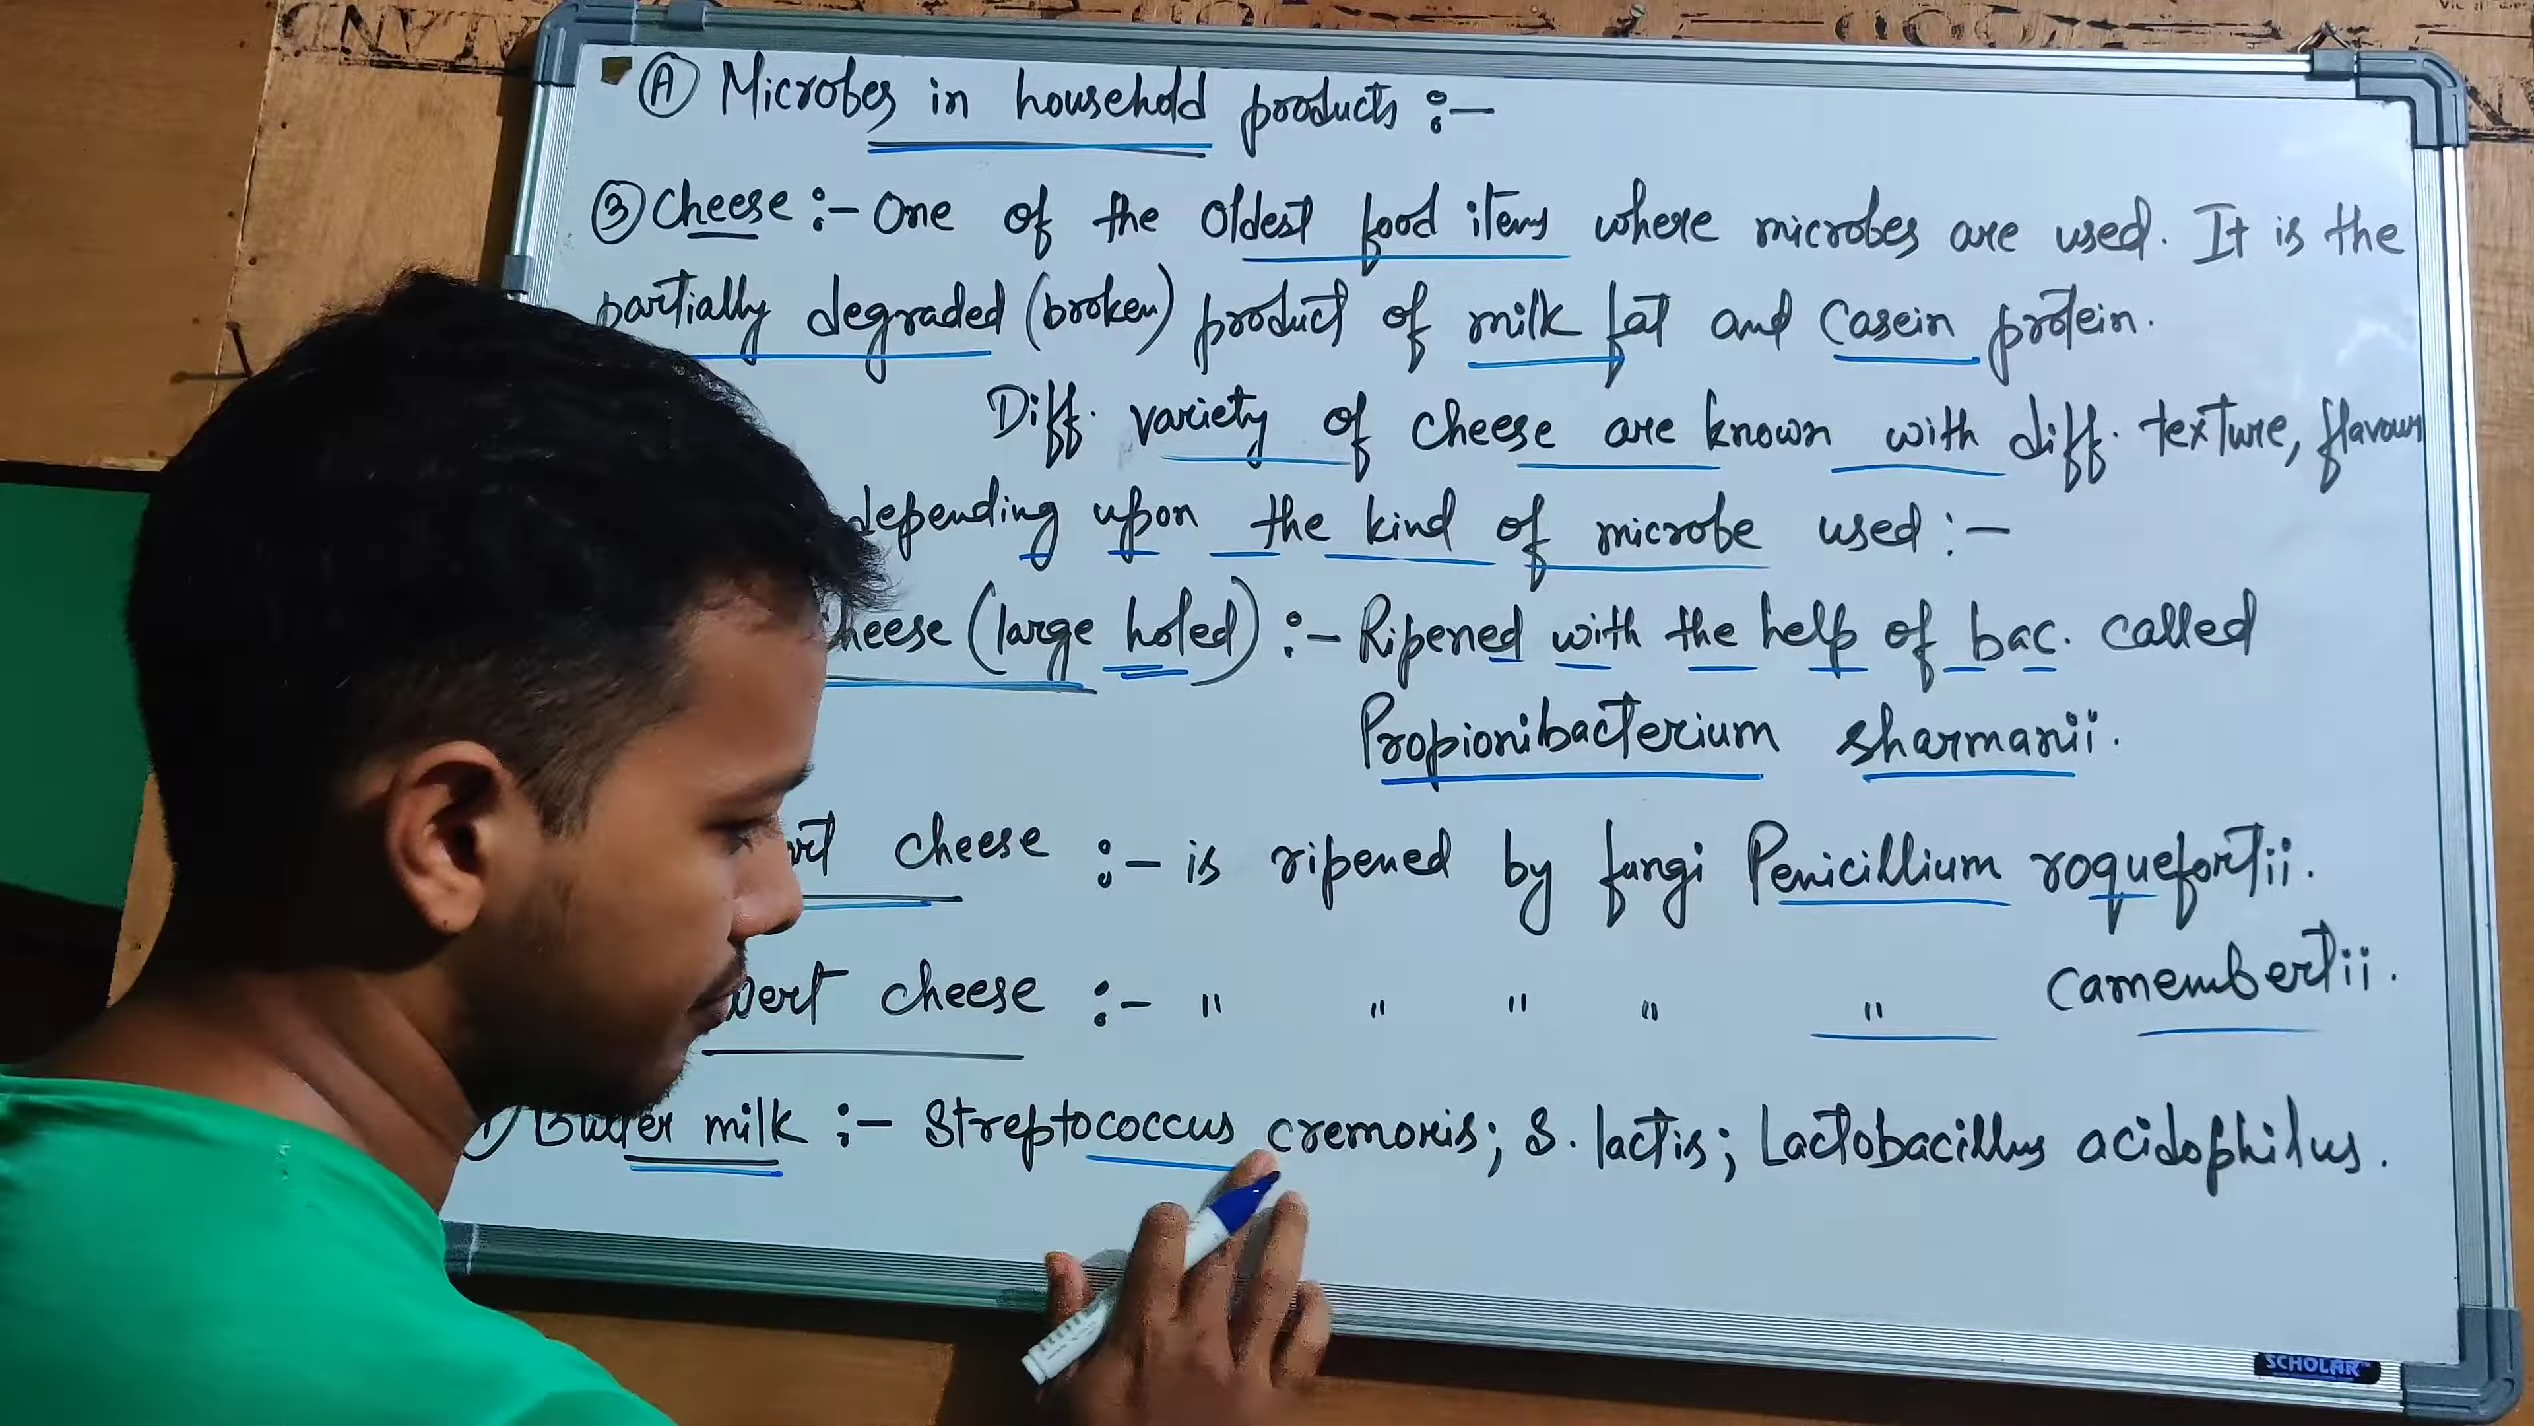 Ⓐ Microbes in household products :-
③ Cheese :- One of the oldest food items where microbes are used. It is the
partially degraded (broken) product of milk fat and Casein protein.
Diff. variety of cheese are known with diff. texture, flavour
depending upon the kind of microbe used :-
heese (large holed) :- Ripened with the help of bac. called
Propionibacterium sharmanii.
cheese :- is ripened by fungi Penicillium roquefortii.
cheese :- " " " " " Camembertii.
Butter milk :- Streptococcus cremoris; S. lactis; Lactobacillus acidophilus.
SCHOLAR